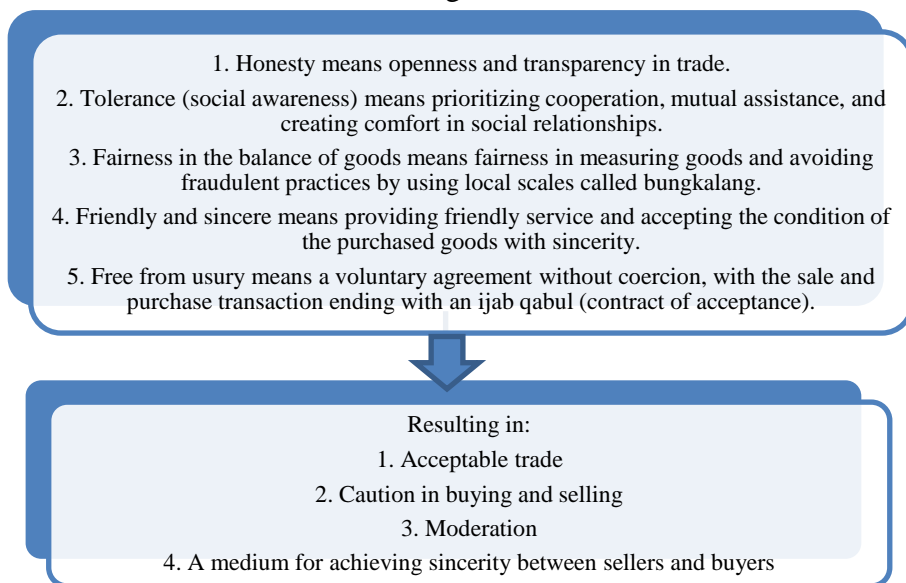 1. Honesty means openness and transparency in trade.
2. Tolerance (social awareness) means prioritizing cooperation, mutual assistance, and
creating comfort in social relationships.
3. Fairness in the balance of goods means fairness in measuring goods and avoiding
fraudulent practices by using local scales called bungkalang.
4. Friendly and sincere means providing friendly service and accepting the condition of
the purchased goods with sincerity.
5. Free from usury means a voluntary agreement without coercion, with the sale and
purchase transaction ending with an ijab qabul (contract of acceptance).
Resulting in:
1. Acceptable trade
2. Caution in buying and selling
3. Moderation
4. A medium for achieving sincerity between sellers and buyers